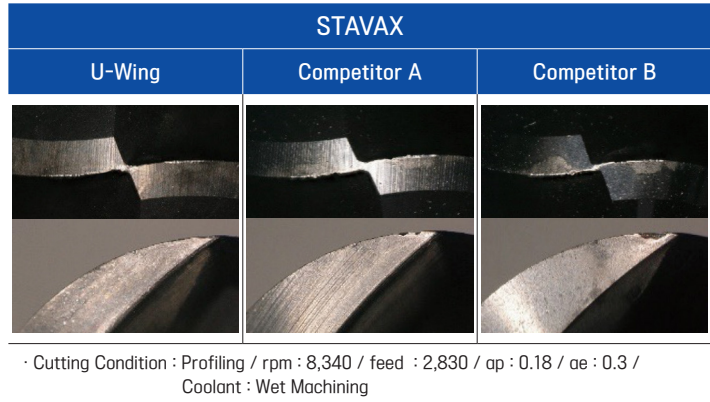 STAVAX
U-Wing
Competitor A
Competitor B
· Cutting Condition : Profiling / rpm : 8,340 / feed : 2,830 / ap : 0.18 / ae : 0.3 /
Coolant : Wet Machining